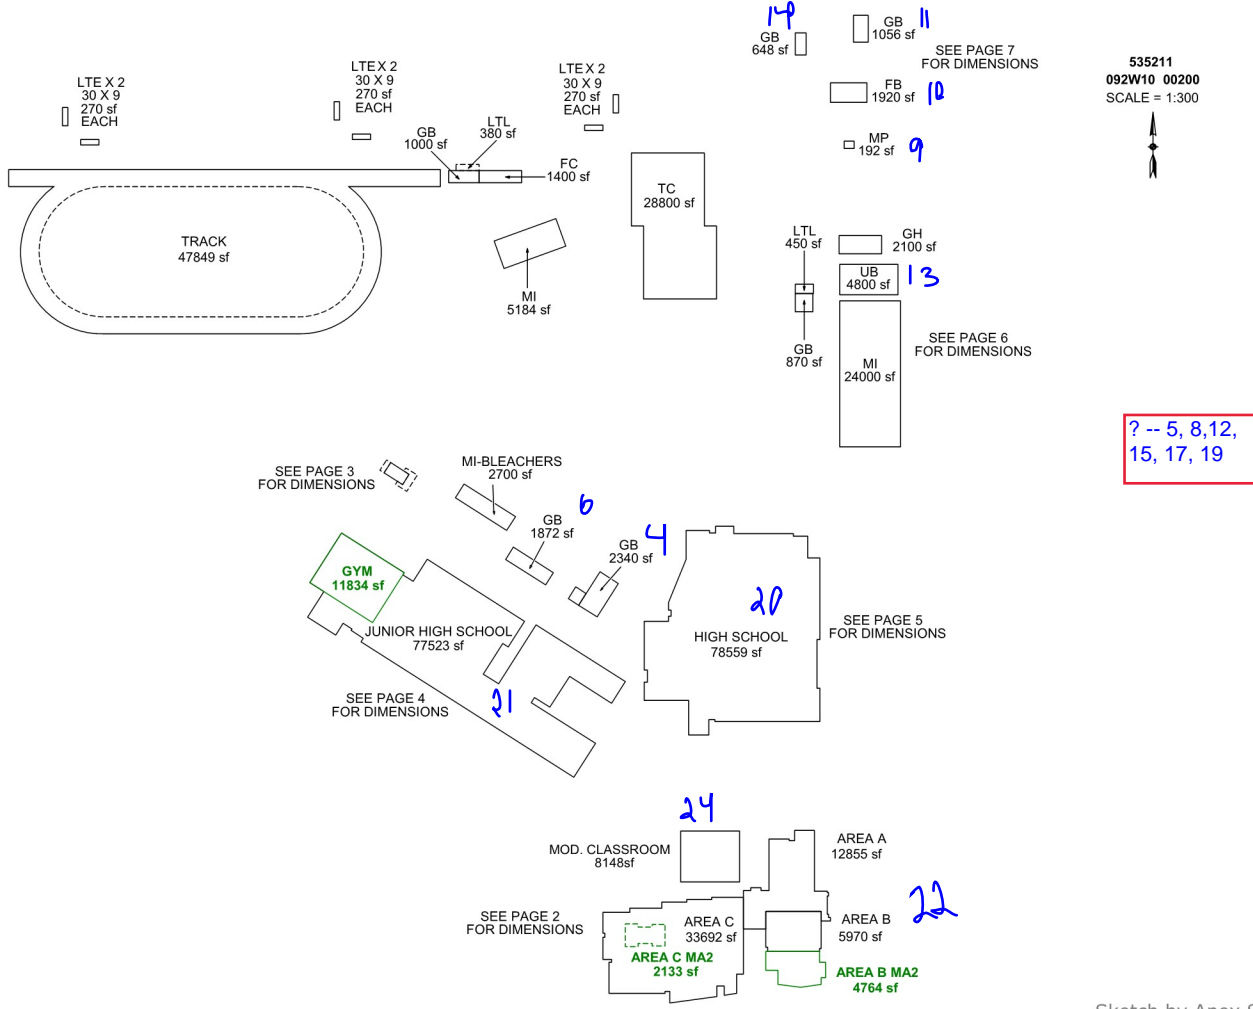 14
GB
648 sf
GB
1056 sf
11
SEE PAGE 7
FOR DIMENSIONS
535211
092W10 00200
SCALE = 1:300
FB
1920 sf
MP
192 sf
9
LTE X 2
30 X 9
270 sf
EACH
LTE X 2
30 X 9
270 sf
EACH
LTE X 2
30 X 9
270 sf
EACH
GB
1000 sf
LTL
380 sf
FC
1400 sf
TC
28800 sf
TRACK
47849 sf
MI
5184 sf
LTL
450 sf
GH
2100 sf
UB
4800 sf
13
GB
870 sf
MI
24000 sf
SEE PAGE 6
FOR DIMENSIONS
? -- 5, 8,12,
15, 17, 19
SEE PAGE 3
FOR DIMENSIONS
MI-BLEACHERS
2700 sf
GB
1872 sf
6
GB
2340 sf
4
GYM
11834 sf
JUNIOR HIGH SCHOOL
77523 sf
21
SEE PAGE 4
FOR DIMENSIONS
20
HIGH SCHOOL
78559 sf
SEE PAGE 5
FOR DIMENSIONS
24
MOD. CLASSROOM
8148sf
AREA A
12855 sf
22
SEE PAGE 2
FOR DIMENSIONS
AREA C
33692 sf
AREA B
5970 sf
AREA C MA2
2133 sf
AREA B MA2
4764 sf
Sketch by Apex